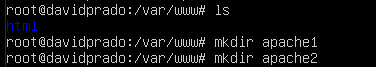 root@davidprado:/var/www# ls
html
root@davidprado:/var/www# mkdir apache1
root@davidprado:/var/www# mkdir apache2